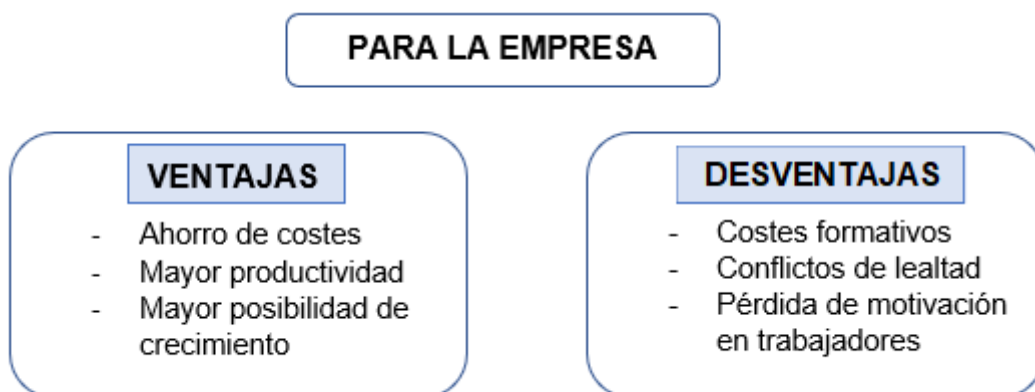 PARA LA EMPRESA
VENTAJAS
- Ahorro de costes
- Mayor productividad
- Mayor posibilidad de
crecimiento
DESVENTAJAS
- Costes formativos
- Conflictos de lealtad
- Pérdida de motivación
en trabajadores